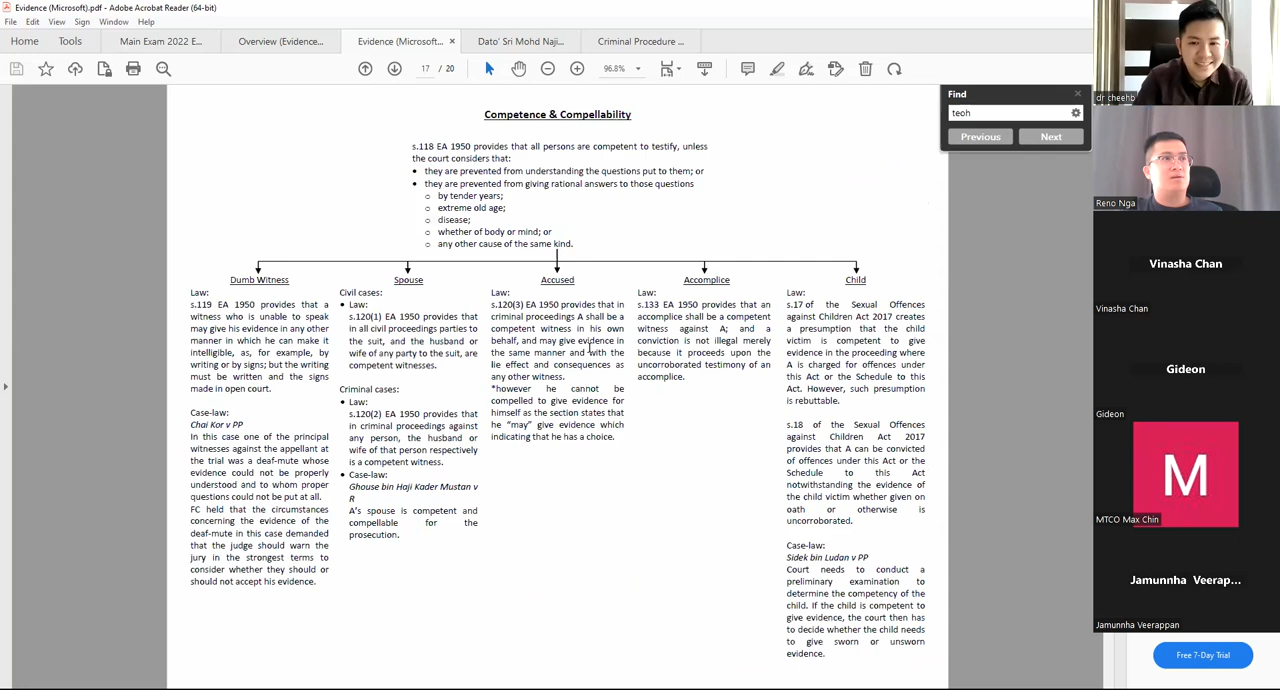 Evidence (Microsoft).pdf - Adobe Acrobat Reader (64-bit)
File Edit View Sign Window Help
Home Tools Main Exam 2022 E... Overview (Evidence... Evidence (Microsoft... × Dato' Sri Mohd Naji... Criminal Procedure ...
17 / 20 96.8%
Find
teoh
Previous Next
Competence & Compellability
s.118 EA 1950 provides that all persons are competent to testify, unless
the court considers that:
• they are prevented from understanding the questions put to them; or
• they are prevented from giving rational answers to those questions
o by tender years;
o extreme old age;
o disease;
o whether of body or mind; or
o any other cause of the same kind.
Dumb Witness
Law:
s.119 EA 1950 provides that a
witness who is unable to speak
may give his evidence in any other
manner in which he can make it
intelligible, as, for example, by
writing or by signs; but the writing
must be written and the signs
made in open court.
Case-law:
Chai Kor v PP
In this case one of the principal
witnesses against the appellant at
the trial was a deaf-mute whose
evidence could not be properly
understood and to whom proper
questions could not be put at all.
FC held that the circumstances
concerning the evidence of the
deaf-mute in this case demanded
that the judge should warn the
jury in the strongest terms to
consider whether they should or
should not accept his evidence.
Spouse
Civil cases:
• Law:
s.120(1) EA 1950 provides that
in all civil proceedings parties to
the suit, and the husband or
wife of any party to the suit, are
competent witnesses.
Criminal cases:
• Law:
s.120(2) EA 1950 provides that
in criminal proceedings against
any person, the husband or
wife of that person respectively
is a competent witness.
• Case-law:
Ghouse bin Haji Kader Mustan v
R
A's spouse is competent and
compellable for the
prosecution.
Accused
Law:
s.120(3) EA 1950 provides that in
criminal proceedings A shall be a
competent witness in his own
behalf, and may give evidence in
the same manner and with the
lie effect and consequences as
any other witness.
*however he cannot be
compelled to give evidence for
himself as the section states that
he “may” give evidence which
indicating that he has a choice.
Accomplice
Law:
s.133 EA 1950 provides that an
accomplice shall be a competent
witness against A; and a
conviction is not illegal merely
because it proceeds upon the
uncorroborated testimony of an
accomplice.
Child
Law:
s.17 of the Sexual Offences
against Children Act 2017 creates
a presumption that the child
victim is competent to give
evidence in the proceeding where
A is charged for offences under
this Act or the Schedule to this
Act. However, such presumption
is rebuttable.
s.18 of the Sexual Offences
against Children Act 2017
provides that A can be convicted
of offences under this Act or the
Schedule to this Act
notwithstanding the evidence of
the child victim whether given on
oath or otherwise is
uncorroborated.
Case-law:
Sidek bin Ludan v PP
Court needs to conduct a
preliminary examination to
determine the competency of the
child. If the child is competent to
give evidence, the court then has
to decide whether the child needs
to give sworn or unsworn
evidence.
dr cheehb
Reno Nga
Vinasha Chan
Vinasha Chan
Gideon
Gideon
M
MTCO Max Chin
Jamunnha Veerap...
Jamunnha Veerappan
Free 7-Day Trial